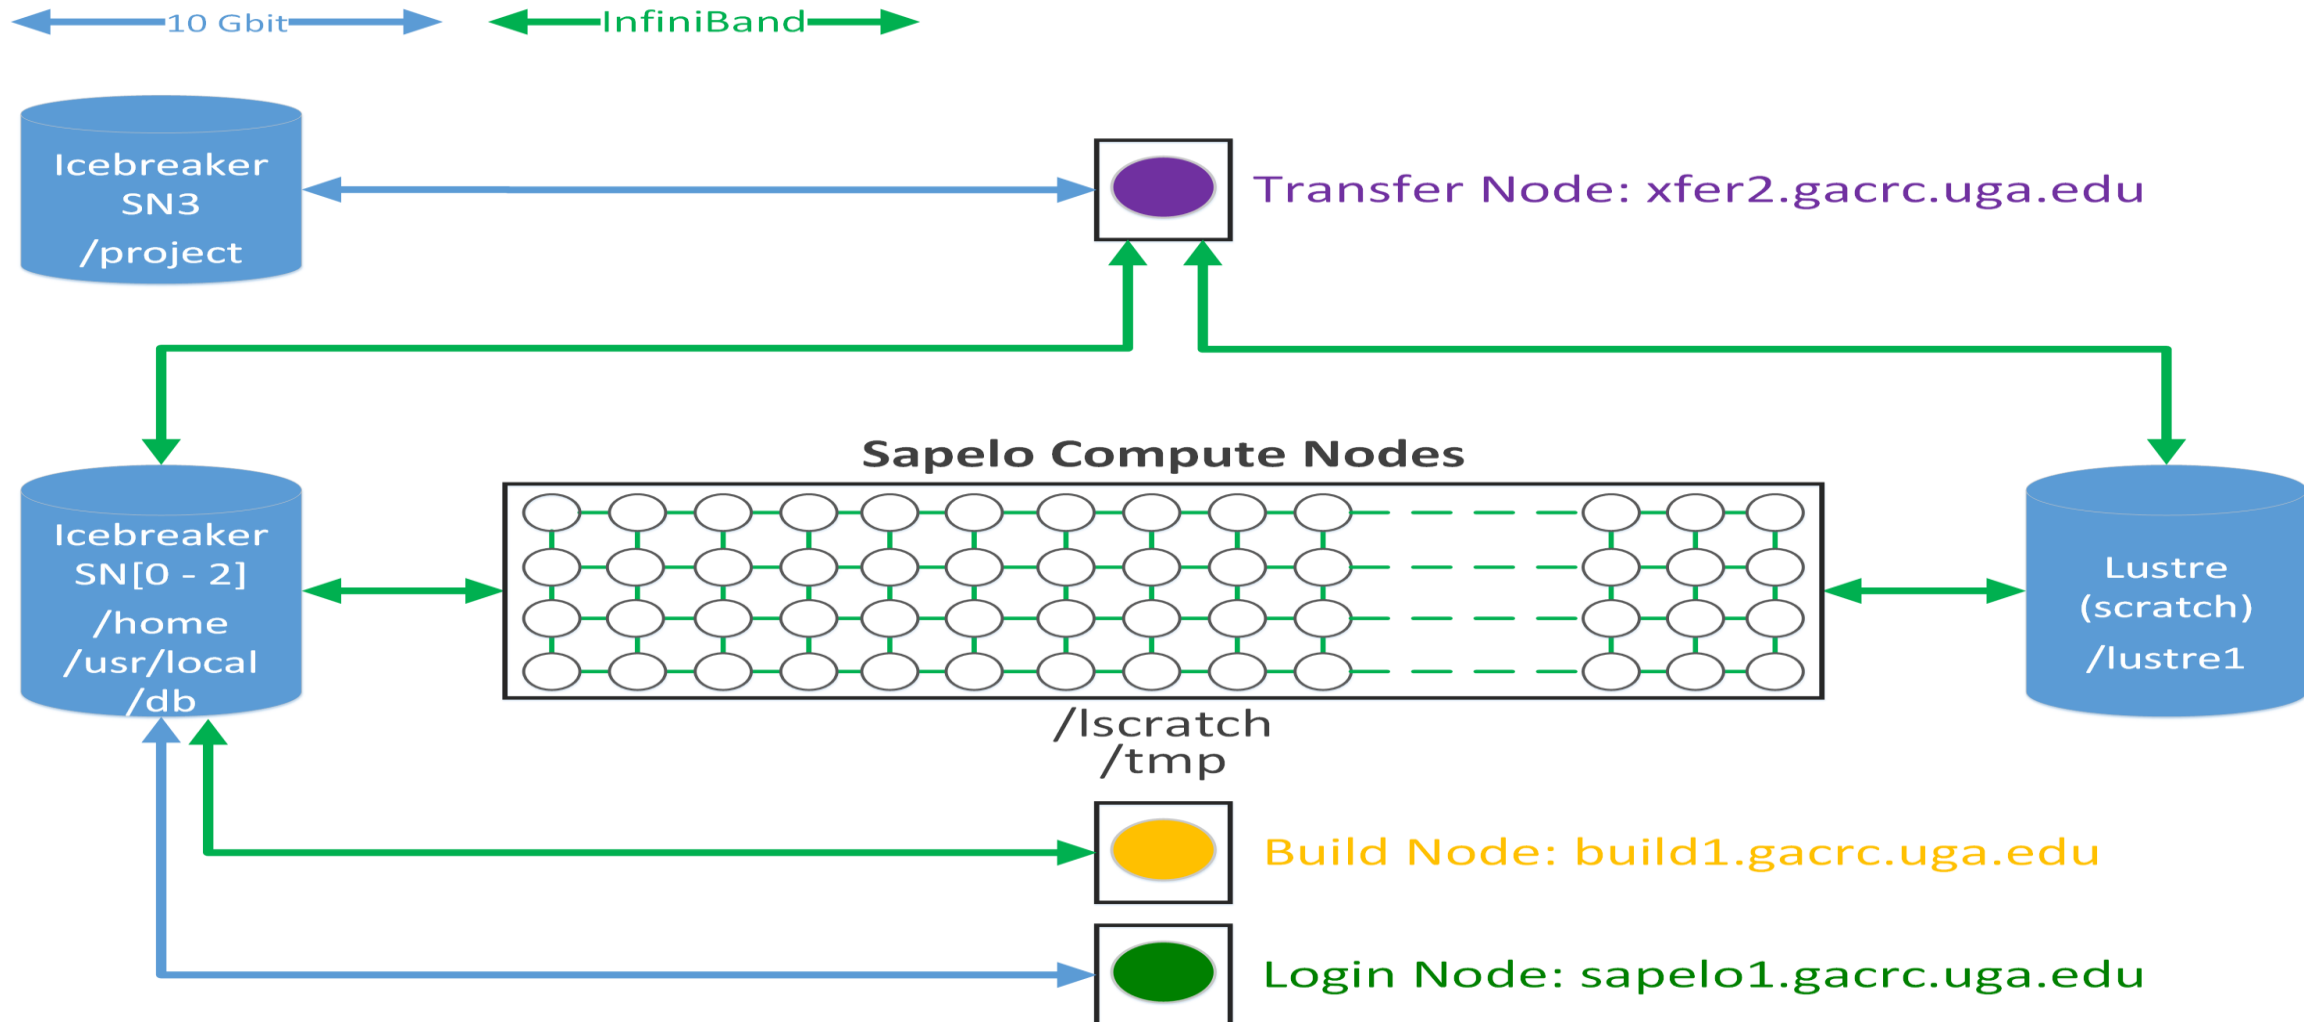 10 Gbit
InfiniBand
Icebreaker
SN3
/project
Transfer Node: xfer2.gacrc.uga.edu
Sapelo Compute Nodes
Icebreaker
SN[0 - 2]
/home
/usr/local
/db
Lustre
(scratch)
/lustre1
/lscratch
/tmp
Build Node: build1.gacrc.uga.edu
Login Node: sapelo1.gacrc.uga.edu